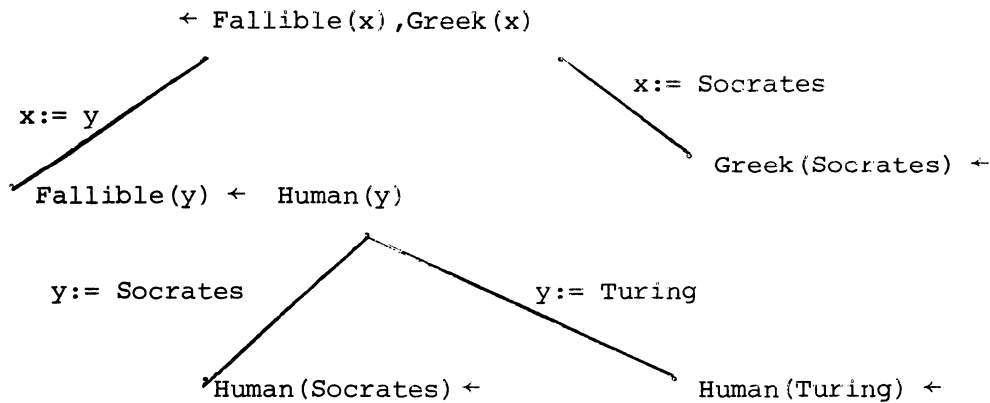 ← Fallible(x),Greek(x)
x:= Socrates
x:= y
Greek(Socrates) ←
Fallible(y) ← Human(y)
y:= Socrates
y:= Turing
Human(Socrates) ←
Human(Turing) ←